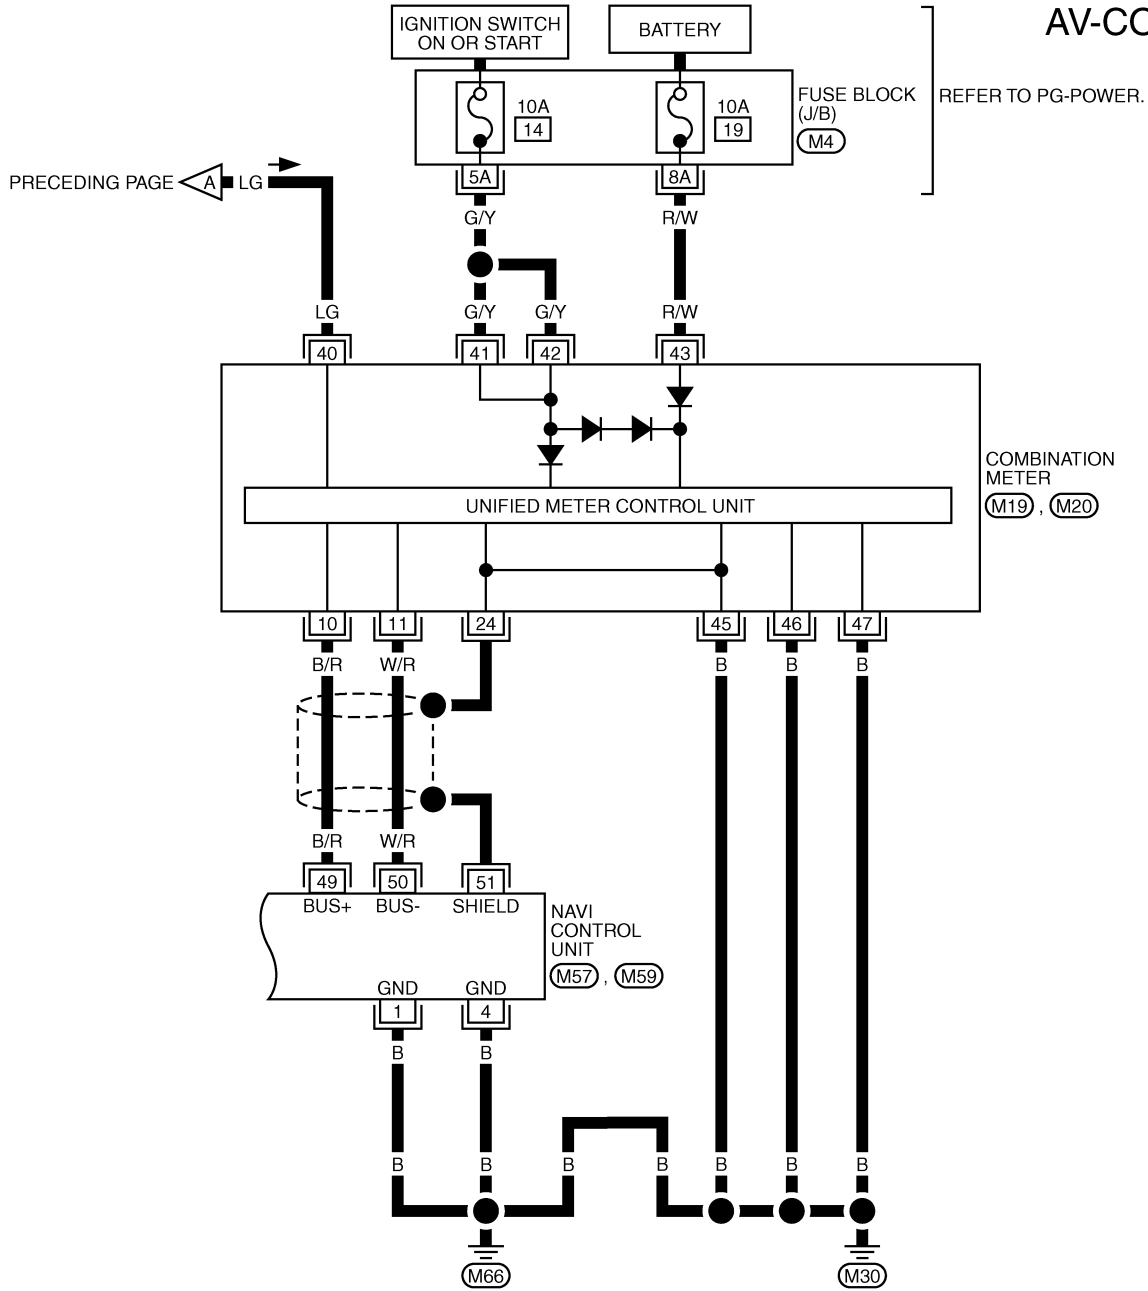 AV-CO
IGNITION SWITCH
ON OR START
BATTERY
10A
14
10A
19
FUSE BLOCK
(J/B)
M4
REFER TO PG-POWER.
5A
8A
PRECEDING PAGE
A
LG
G/Y
R/W
LG
G/Y
G/Y
R/W
40
41
42
43
COMBINATION
METER
M19 , M20
UNIFIED METER CONTROL UNIT
10
11
24
45
46
47
B/R
W/R
B
B
B
B/R
W/R
49
50
51
BUS+
BUS-
SHIELD
NAVI
CONTROL
UNIT
M57 , M59
GND
GND
1
4
B
B
B
B
B
B
B
B
B
M66
M30